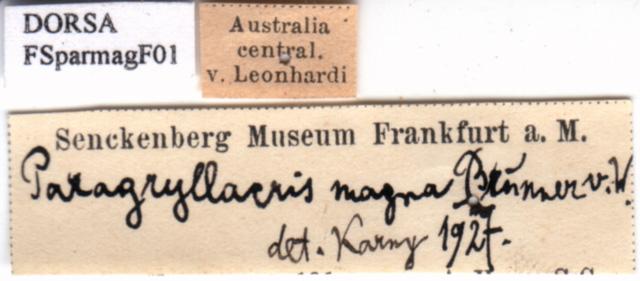 DORSA
FSparmagF01
Australia
central.
v. Leonhardi
Senckenberg Museum Frankfurt a. M.
Paragryllacris magna Brunner v. W.
det. Karny 1927.